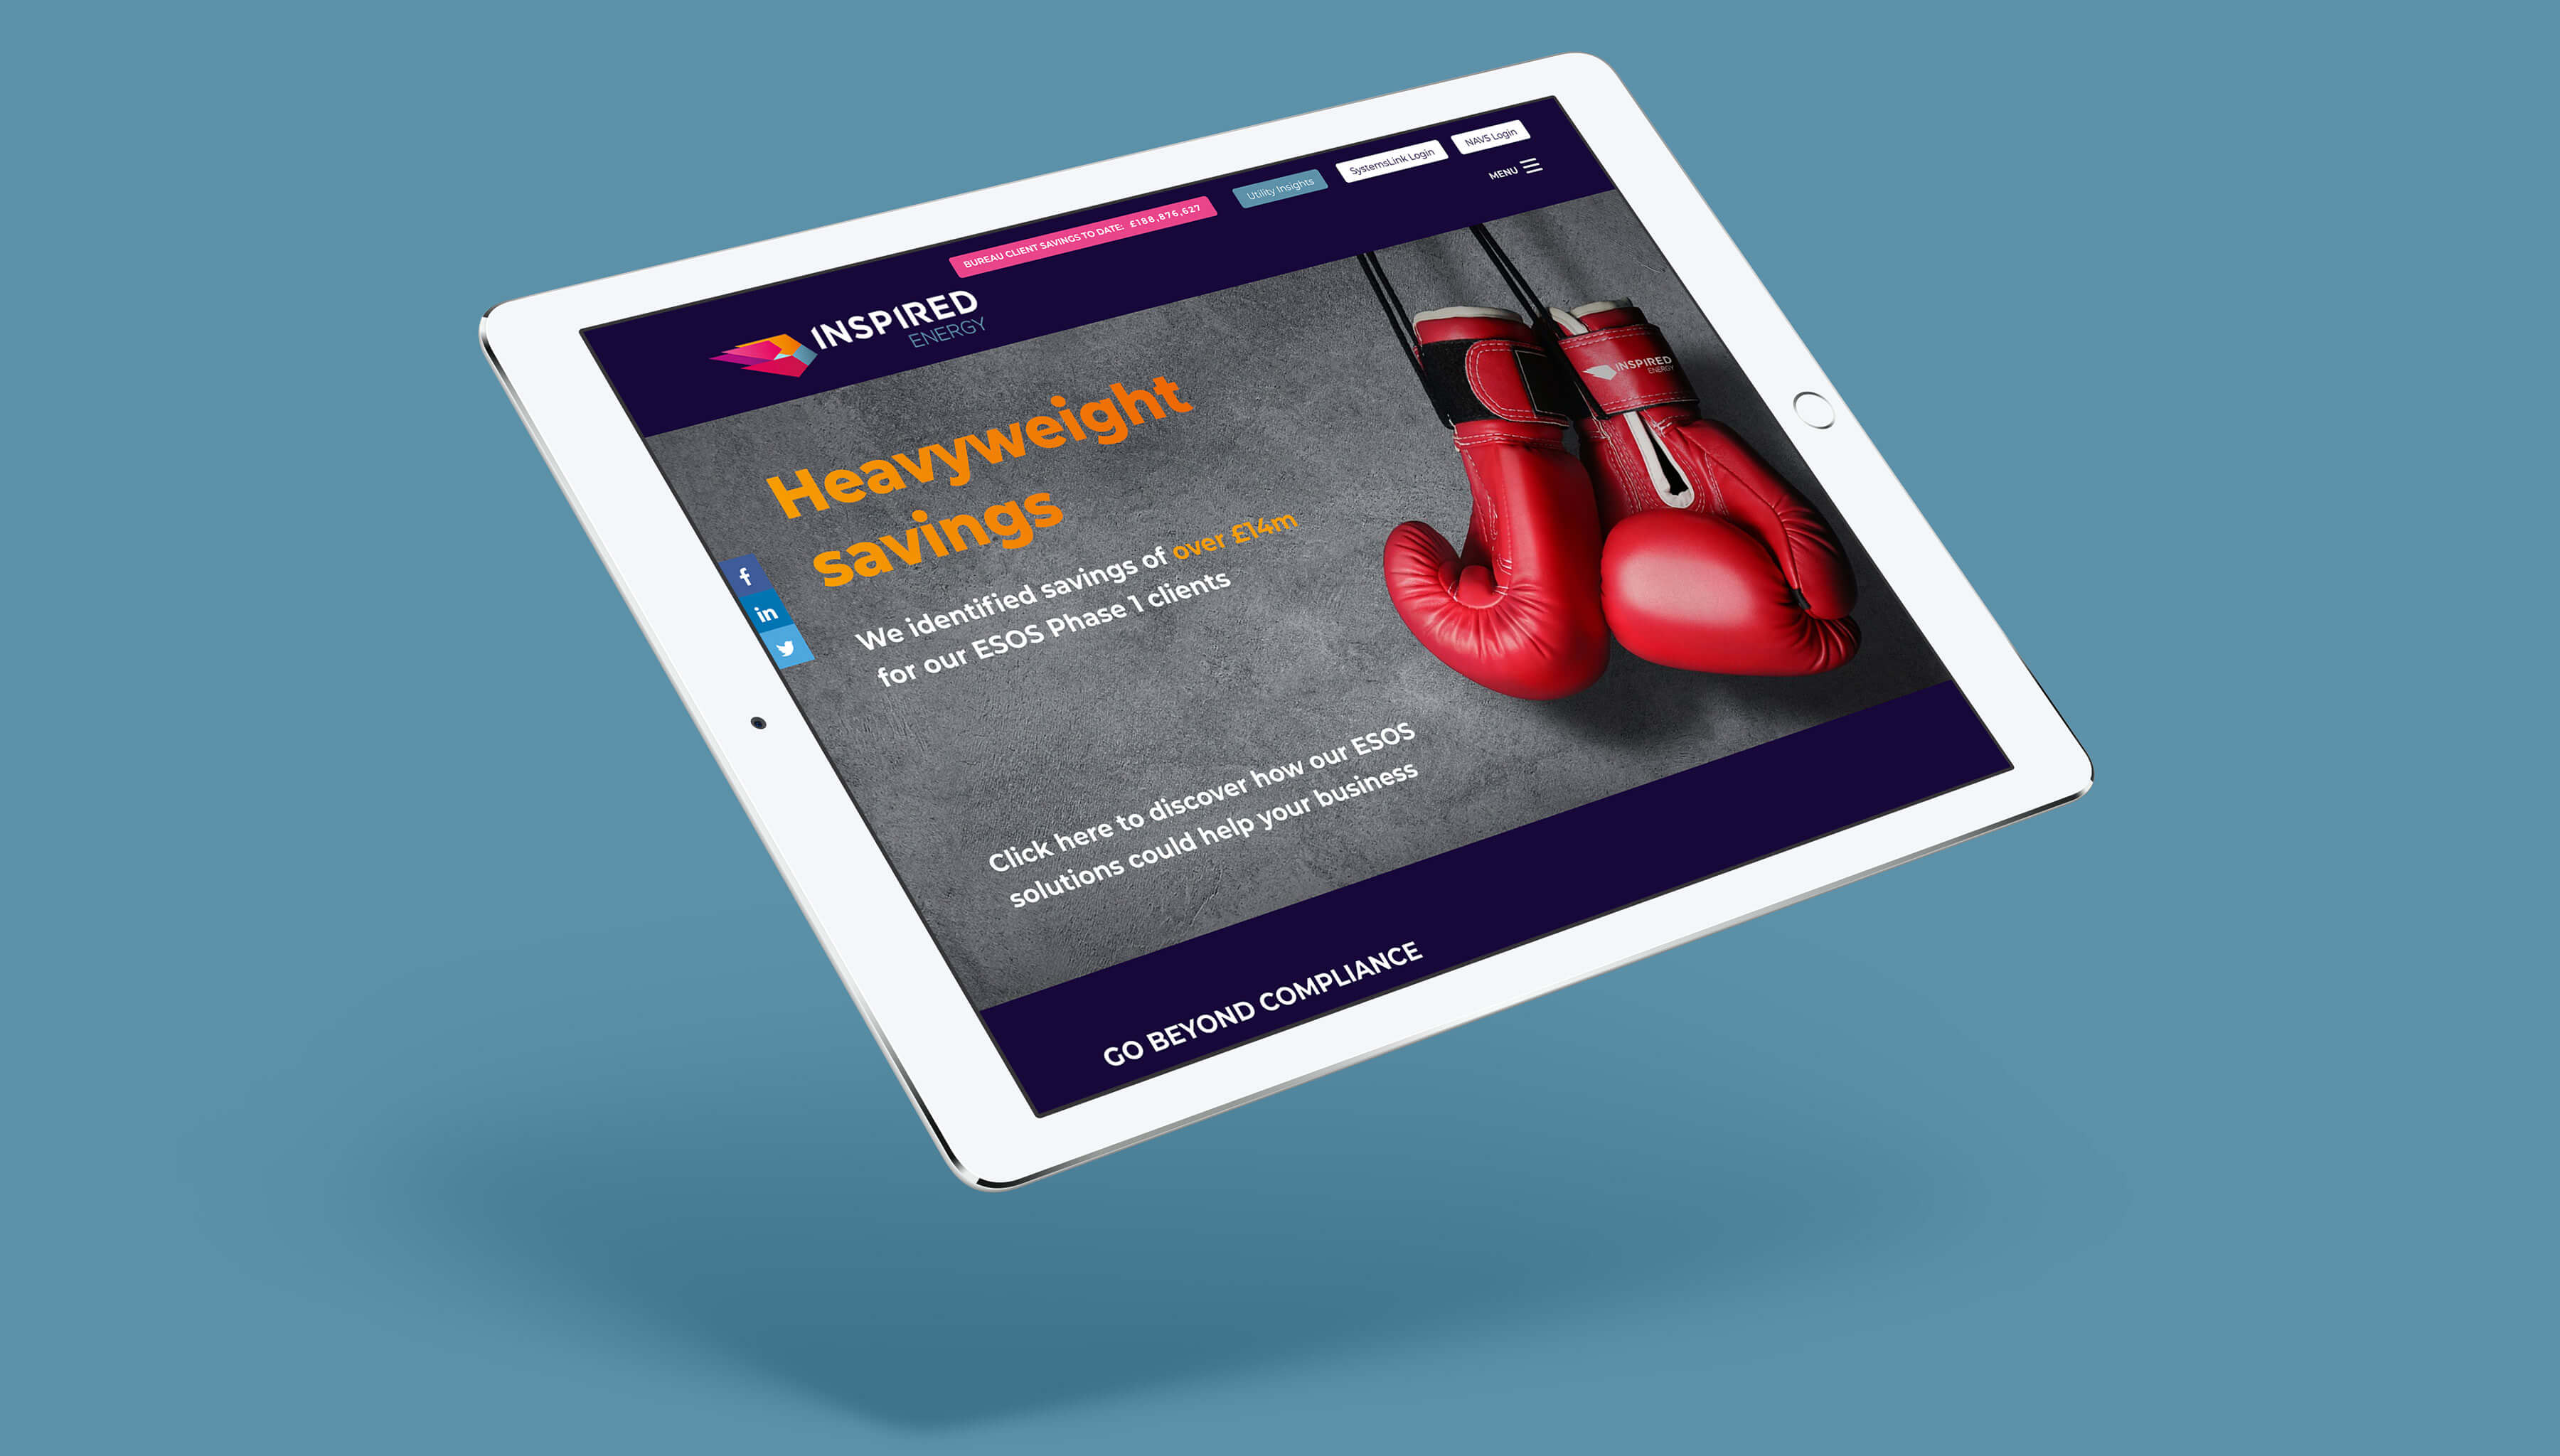 BUREAU CLIENT SAVINGS TO DATE: £188,876,627
Utility Insights
SystemsLink Login
NAVS Login
MENU
INSPIRED
ENERGY
Heavyweight
savings
We identified savings of over £14m
for our ESOS Phase 1 clients
Click here to discover how our ESOS
solutions could help your business
INSPIRED
ENERGY
f
in
GO BEYOND COMPLIANCE